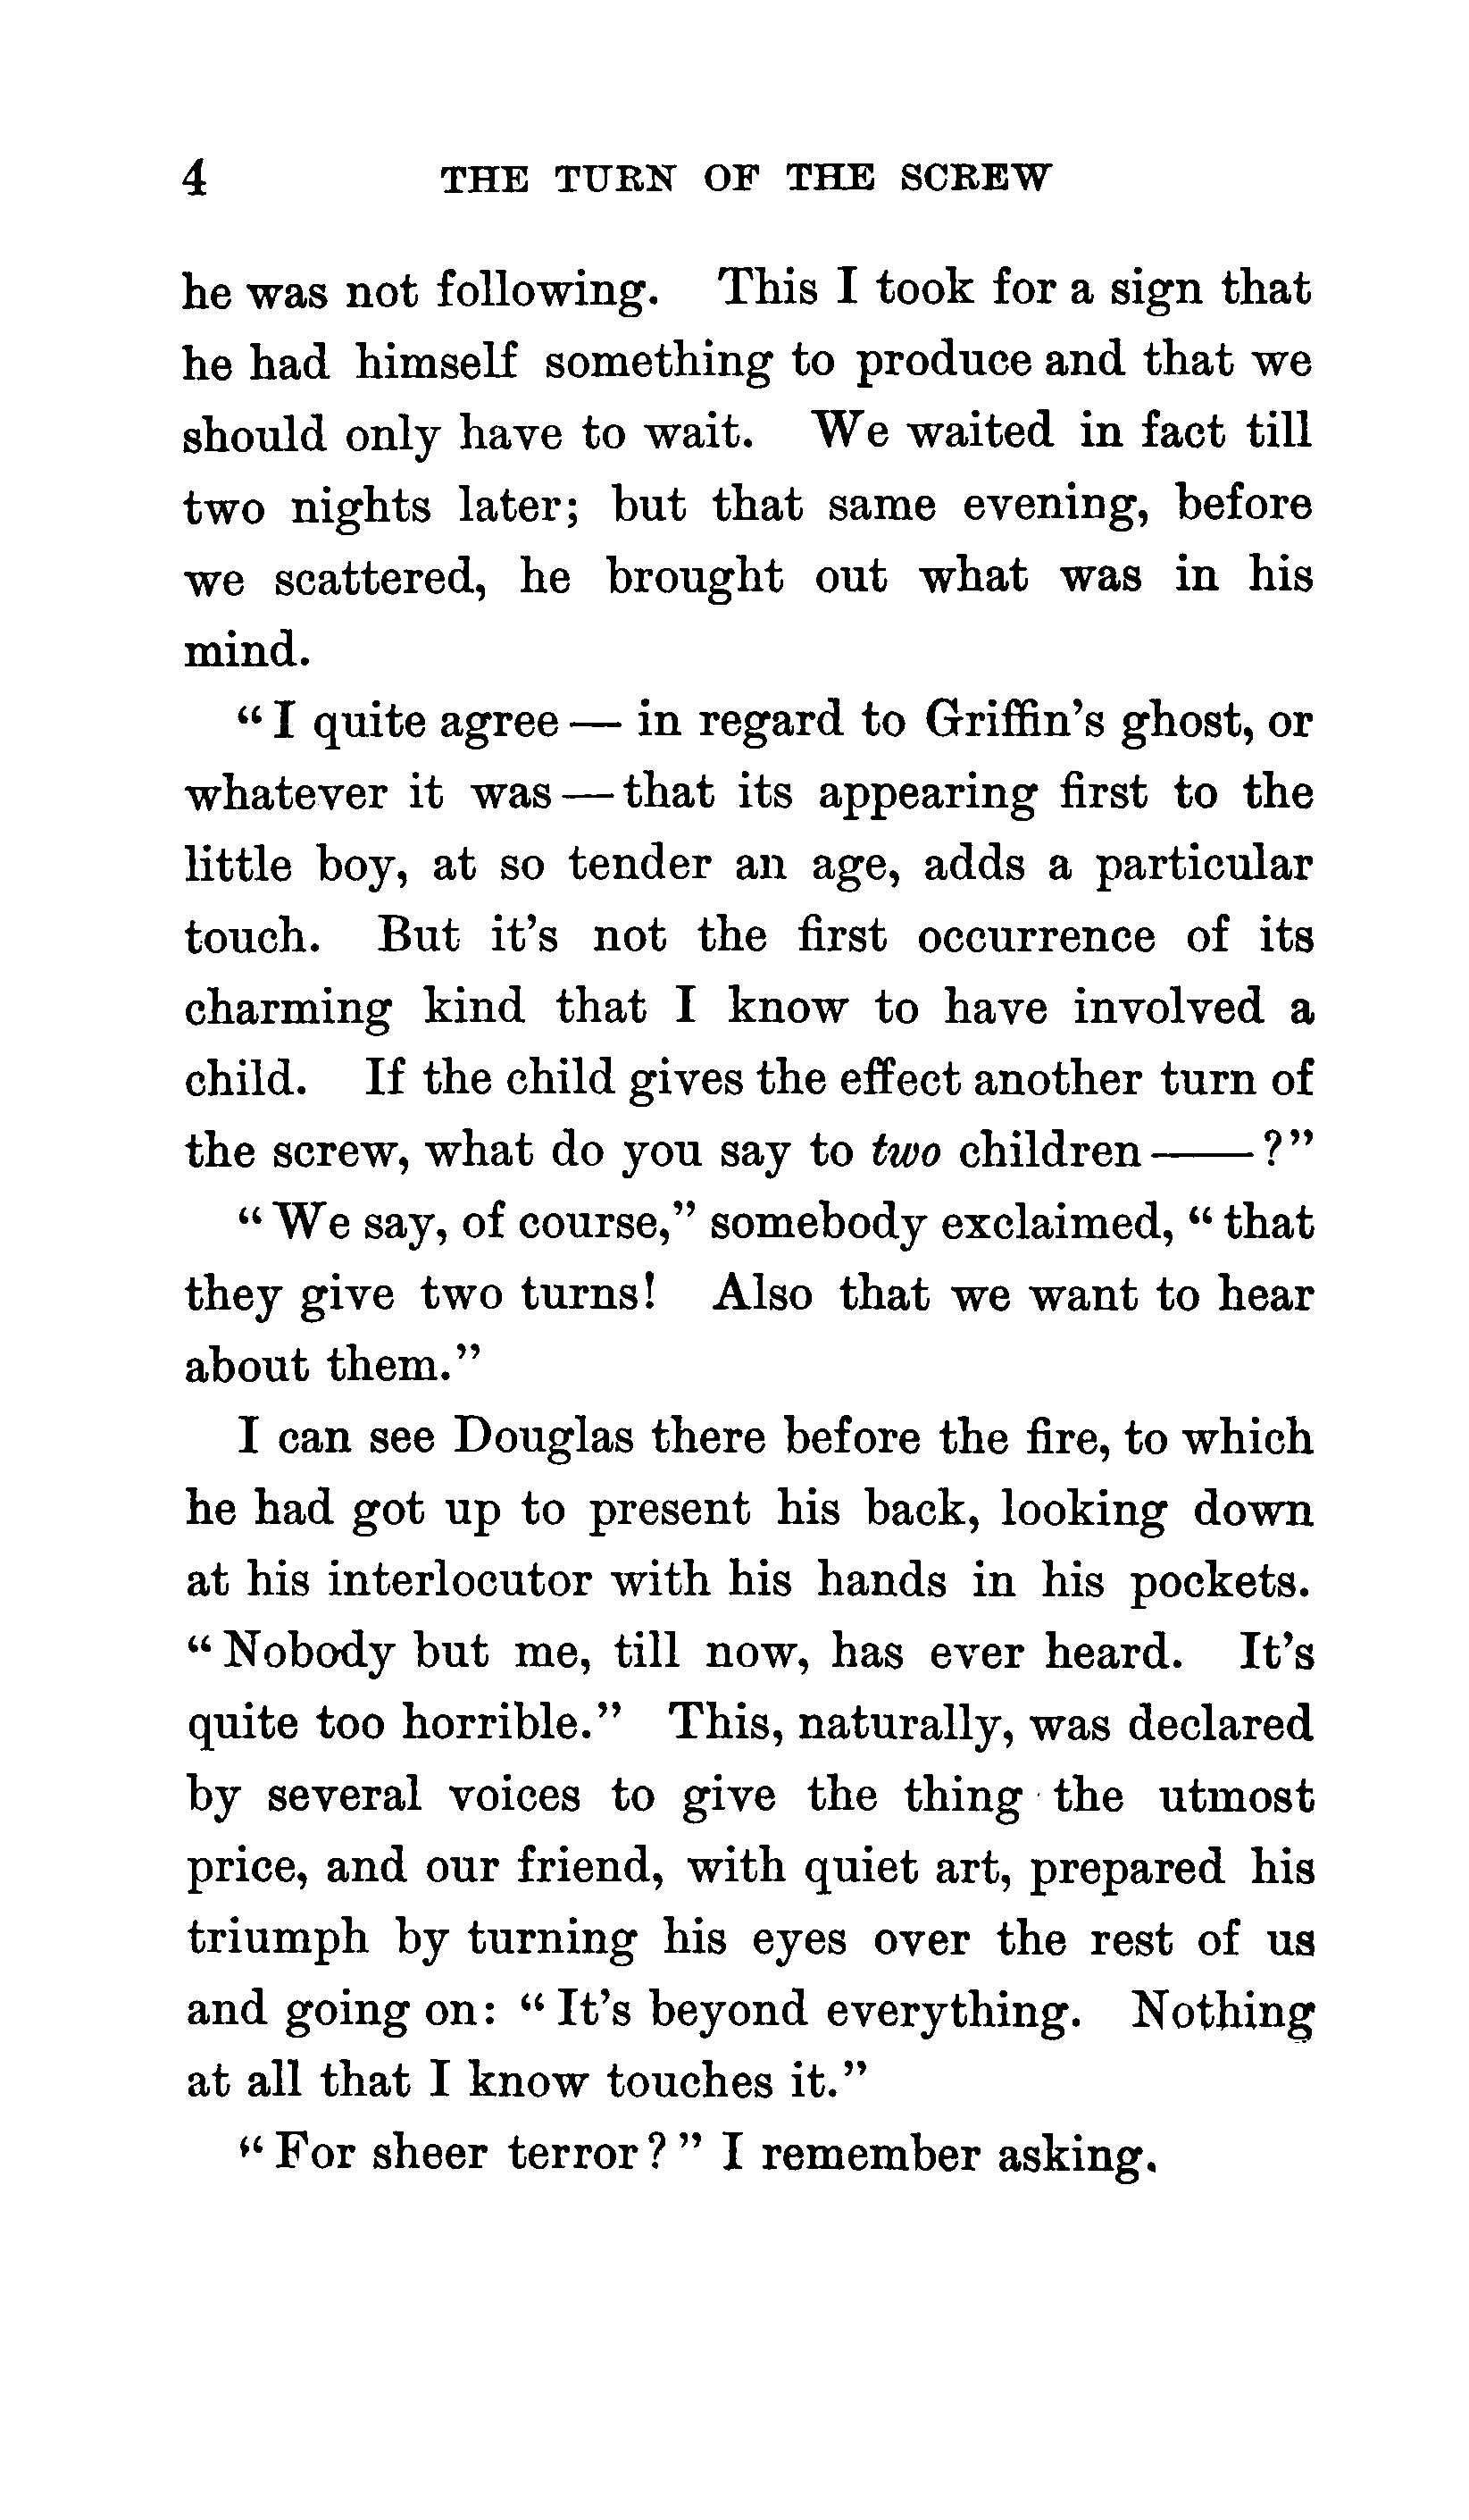 4 THE TURN OF THE SCREW
he was not following. This I took for a sign that
he had himself something to produce and that we
should only have to wait. We waited in fact till
two nights later; but that same evening, before
we scattered, he brought out what was in his
mind.
“I quite agree — in regard to Griffin’s ghost, or
whatever it was — that its appearing first to the
little boy, at so tender an age, adds a particular
touch. But it’s not the first occurrence of its
charming kind that I know to have involved a
child. If the child gives the effect another turn of
the screw, what do you say to two children——?”
“We say, of course,” somebody exclaimed, “that
they give two turns! Also that we want to hear
about them.”
I can see Douglas there before the fire, to which
he had got up to present his back, looking down
at his interlocutor with his hands in his pockets.
“Nobody but me, till now, has ever heard. It’s
quite too horrible.” This, naturally, was declared
by several voices to give the thing the utmost
price, and our friend, with quiet art, prepared his
triumph by turning his eyes over the rest of us
and going on: “It’s beyond everything. Nothing
at all that I know touches it.”
“For sheer terror?” I remember asking.